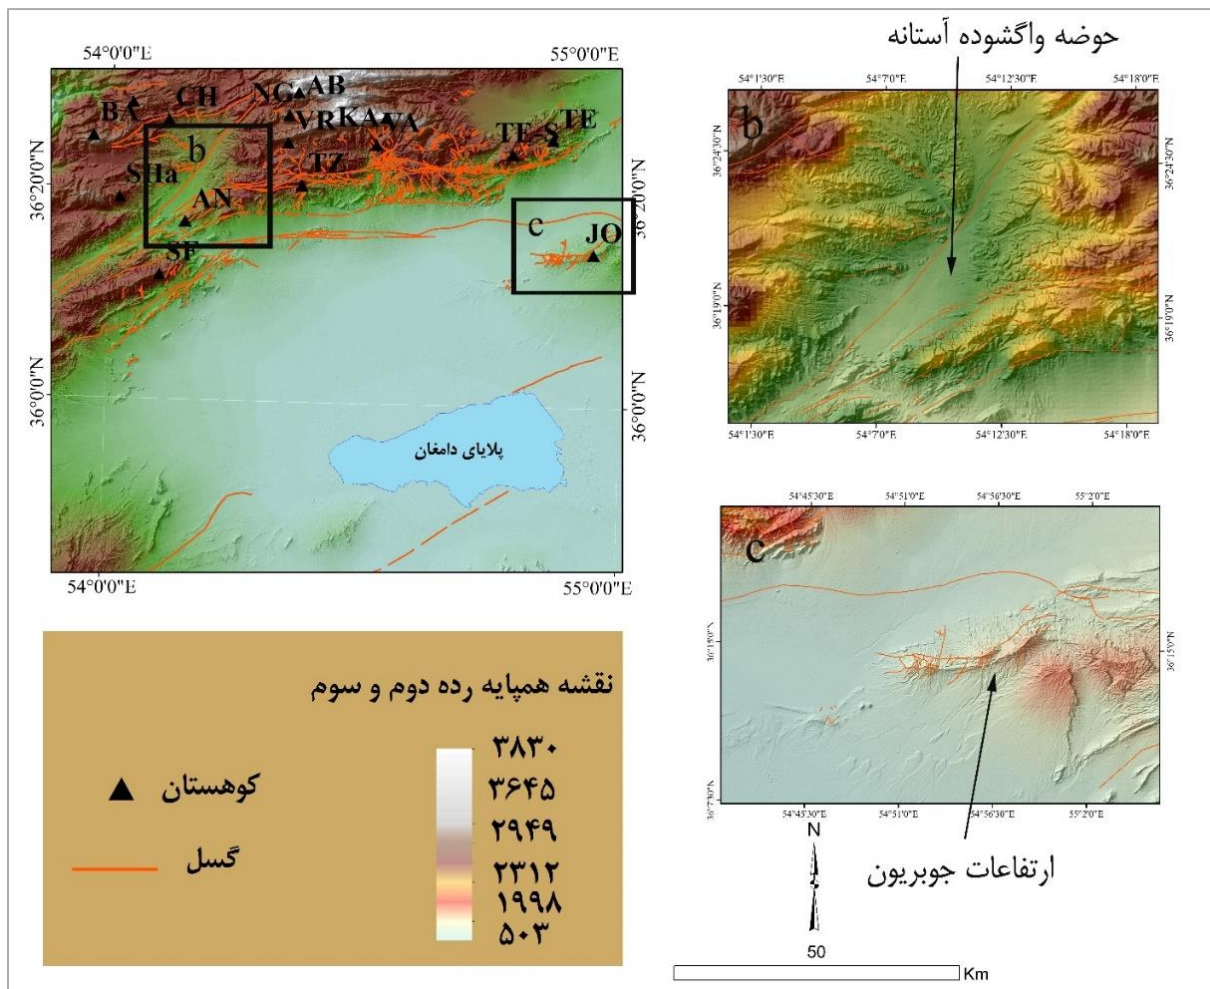 54°0'0"E
55°0'0"E
36°20'0"N
36°0'0"N
36°20'0"N
36°0'0"N
54°0'0"E
55°0'0"E
BA
CH
NG
AB
VR
KA
VA
TE-S
TE
TZ
SHa
AN
SF
JO
b
c
پلایای دامغان
حوضه واگشوده آستانه
54°1'30"E
54°7'0"E
54°12'30"E
54°18'0"E
b
36°24'30"N
36°19'0"N
36°24'30"N
36°19'0"N
54°1'30"E
54°7'0"E
54°12'30"E
54°18'0"E
54°45'30"E
54°51'0"E
54°56'30"E
55°2'0"E
c
36°15'0"N
36°7'30"N
36°15'0"N
54°45'30"E
54°51'0"E
54°56'30"E
55°2'0"E
ارتفاعات جوبریون
نقشه همپایه رده دوم و سوم
کوهستان
گسل
۳۸۳۰
۳۶۴۵
۲۹۴۹
۲۳۱۲
۱۹۹۸
۵۰۳
N
50
Km